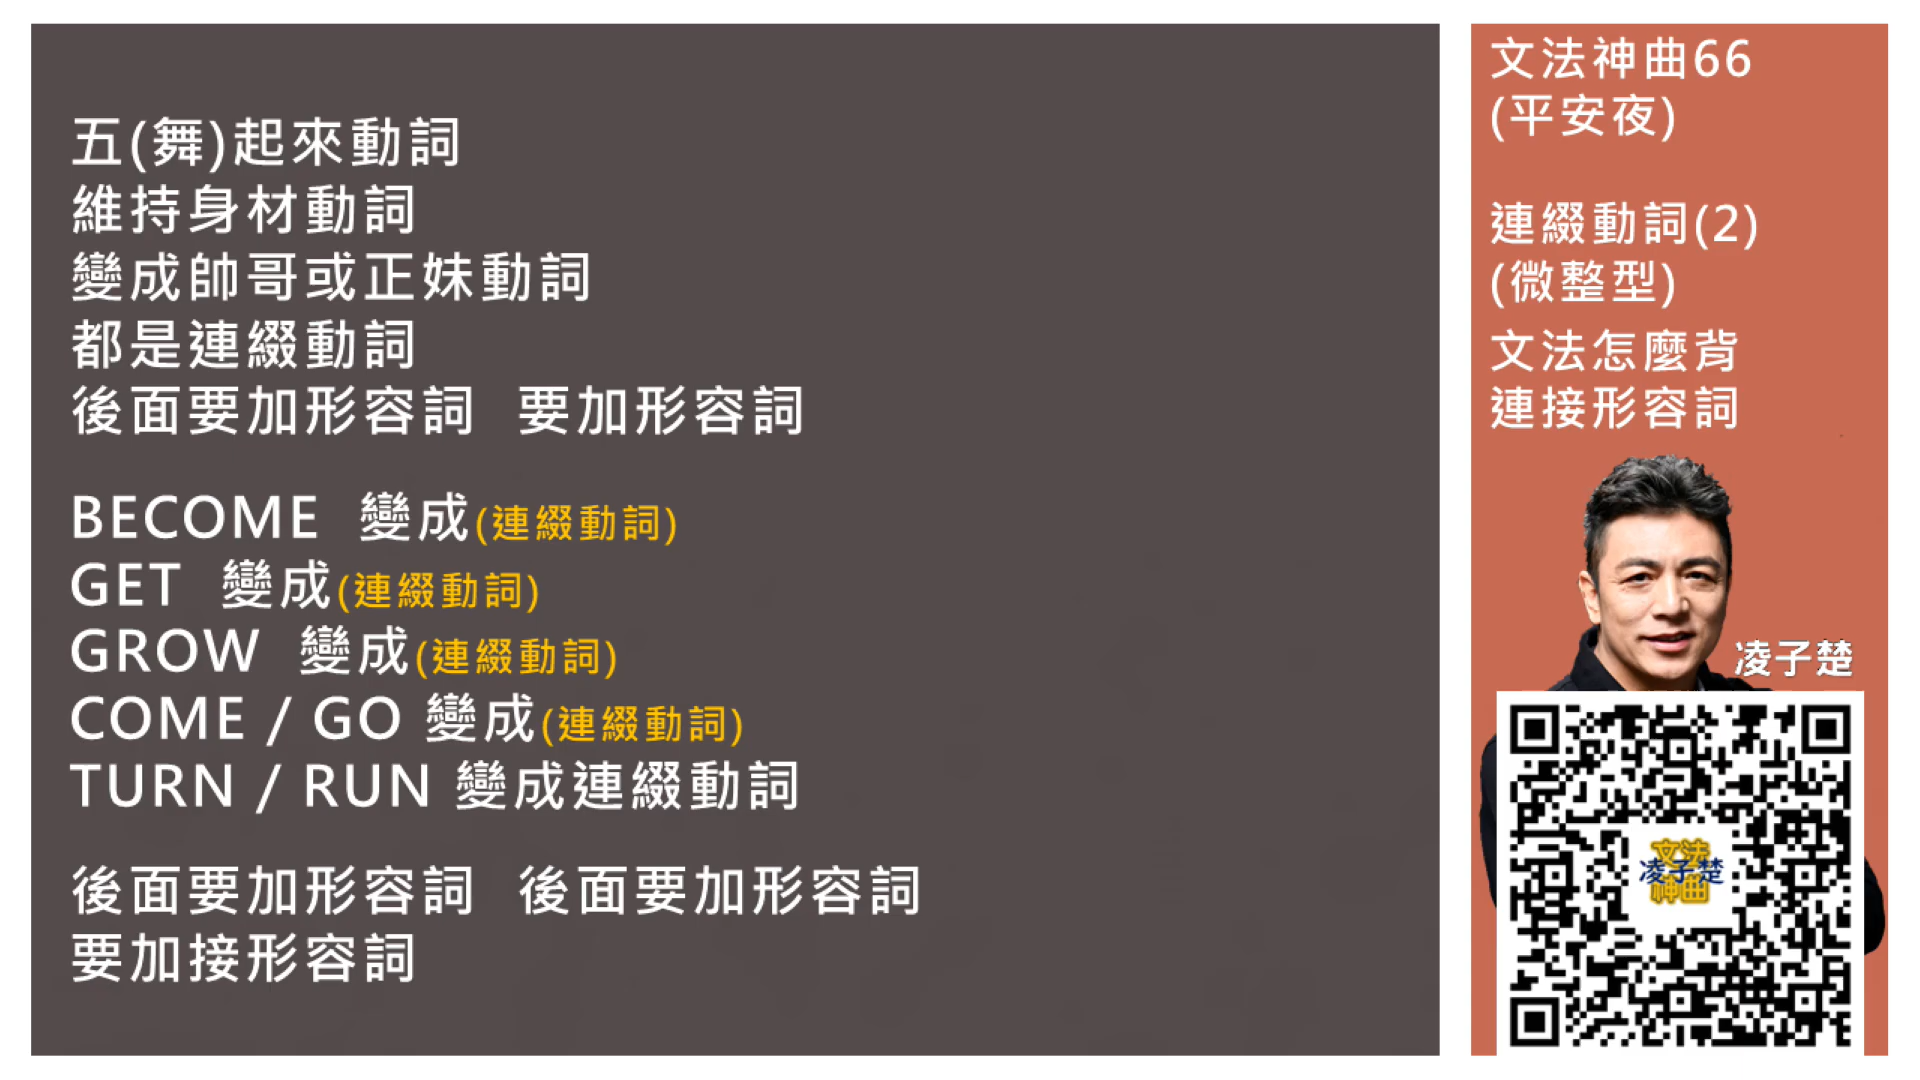 五(舞)起來動詞
維持身材動詞
變成帥哥或正妹動詞
都是連綴動詞
後面要加形容詞 要加形容詞
BECOME 變成(連綴動詞)
GET 變成(連綴動詞)
GROW 變成(連綴動詞)
COME / GO 變成(連綴動詞)
TURN / RUN 變成連綴動詞
後面要加形容詞 後面要加形容詞
要加接形容詞
文法神曲66
(平安夜)
連綴動詞(2)
(微整型)
文法怎麼背
連接形容詞
凌子楚
文法
凌子楚
神曲